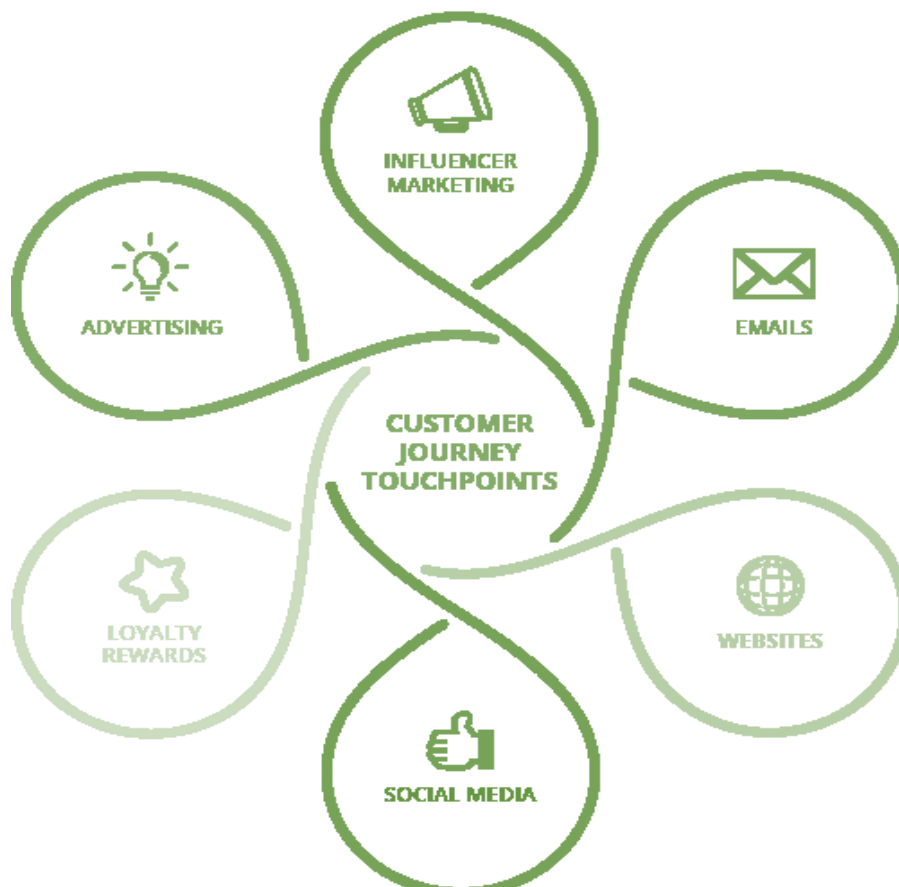 INFLUENCER
MARKETING
ADVERTISING
EMAILS
CUSTOMER
JOURNEY
TOUCHPOINTS
LOYALTY
REWARDS
WEBSITES
SOCIAL MEDIA